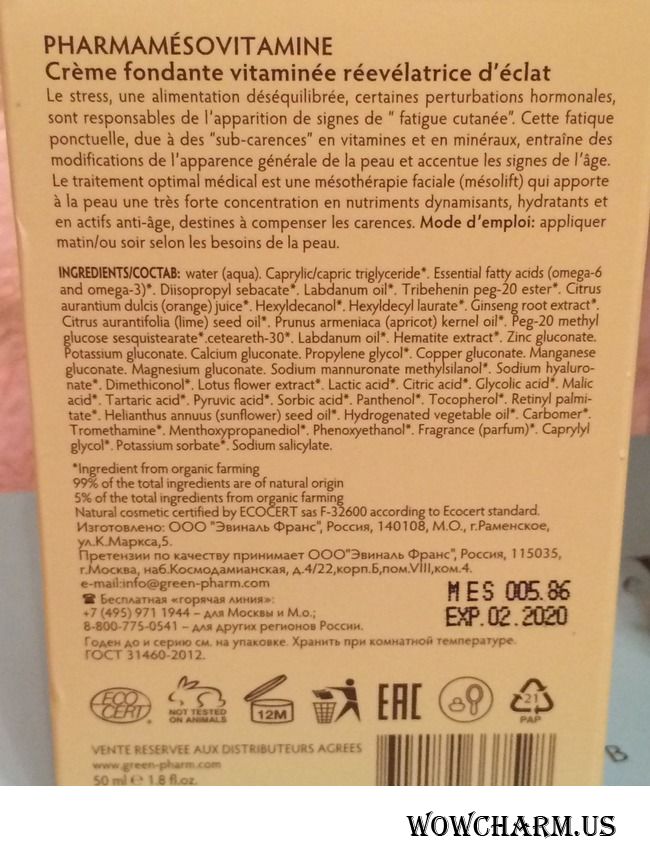 PHARMAMÉSOVITAMINE
Crème fondante vitaminée réevélatrice d'éclat
Le stress, une alimentation déséquilibrée, certaines perturbations hormonales,
sont responsables de l'apparition de signes de " fatigue cutanée". Cette fatique
ponctuelle, due à des "sub-carences" en vitamines et en minéraux, entraîne des
modifications de l'apparence générale de la peau et accentue les signes de l'âge.
Le traitement optimal médical est une mésothérapie faciale (mésolift) qui apporte
à la peau une très forte concentration en nutriments dynamisants, hydratants et
en actifs anti-âge, destines à compenser les carences. Mode d'emploi: appliquer
matin/ou soir selon les besoins de la peau.
INGREDIENTS/СОСТАВ: water (aqua). Caprylic/capric triglyceride*. Essential fatty acids (omega-6
and omega-3)*. Diisopropyl sebacate*. Labdanum oil*. Tribehenin peg-20 ester*. Citrus
aurantium dulcis (orange) juice*. Hexyldecanol*. Hexyldecyl laurate*. Ginseng root extract*.
Citrus aurantifolia (lime) seed oil*. Prunus armeniaca (apricot) kernel oil*. Peg-20 methyl
glucose sesquistearate*.ceteareth-30*. Labdanum oil*. Hematite extract*. Zinc gluconate.
Potassium gluconate. Calcium gluconate. Propylene glycol*. Copper gluconate. Manganese
gluconate. Magnesium gluconate. Sodium mannuronate methylsilanol*. Sodium hyaluro-
nate*. Dimethiconol*. Lotus flower extract*. Lactic acid*. Citric acid*. Glycolic acid*. Malic
acid*. Tartaric acid*. Pyruvic acid*. Sorbic acid*. Panthenol*. Tocopherol*. Retinyl palmi-
tate*. Helianthus annuus (sunflower) seed oil*. Hydrogenated vegetable oil*. Carbomer*.
Tromethamine*. Menthoxypropanediol*. Phenoxyethanol*. Fragrance (parfum)*. Caprylyl
glycol*. Potassium sorbate*. Sodium salicylate.
*Ingredient from organic farming
99% of the total ingredients are of natural origin
5% of the total ingredients from organic farming
Natural cosmetic certified by ECOCERT sas F-32600 according to Ecocert standard.
Изготовлено: ООО "Эвиналь Франс", Россия, 140108, М.О., г.Раменское,
ул.К.Маркса,5.
Претензии по качеству принимает ООО"Эвиналь Франс", Россия, 115035,
г.Москва, наб.Космодамианская, д.4/22,корп.Б,пом.VIII,ком.4.
e-mail:info@green-pharm.com
☎ Бесплатная «горячая линия»:
+7 (495) 971 1944 – для Москвы и М.о.;
8-800-775-0541 – для других регионов России.
MES 005.86
EXP.02.2020
Годен до и серию см. на упаковке. Хранить при комнатной температуре.
ГОСТ 31460-2012.
ECO CERT
NOT TESTED
ON ANIMALS
12M
EAC
21
PAP
VENTE RESERVEE AUX DISTRIBUTEURS AGREES
www.green-pharm.com
50 ml ℮ 1.8 fl.oz.
B
WOWCHARM.US